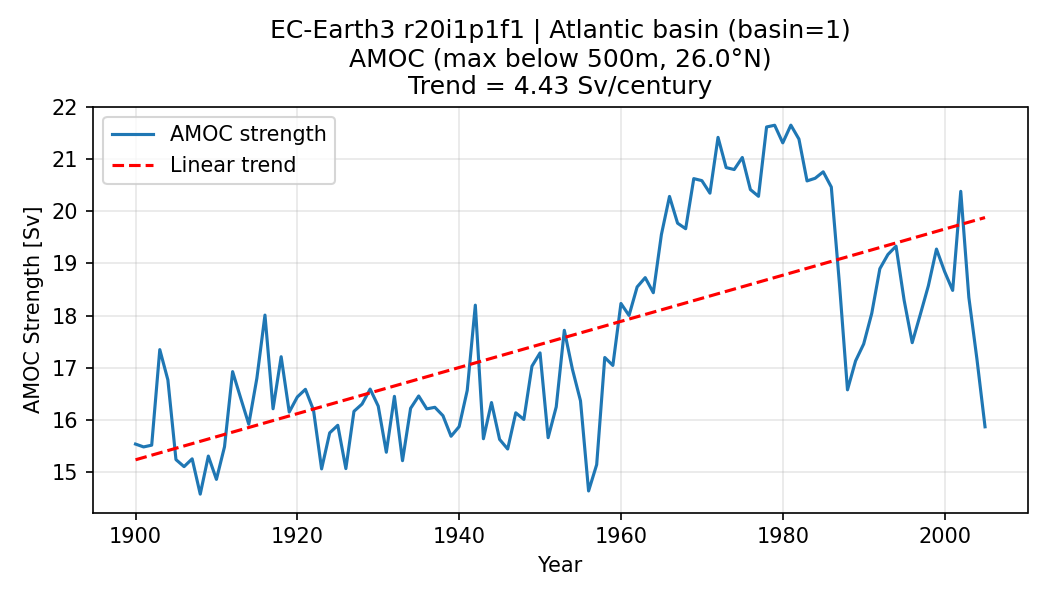 EC-Earth3 r20i1p1f1 | Atlantic basin (basin=1)
AMOC (max below 500m, 26.0°N)
Trend = 4.43 Sv/century
AMOC strength
Linear trend
AMOC Strength [Sv]
22
21
20
19
18
17
16
15
1900
1920
1940
1960
1980
2000
Year